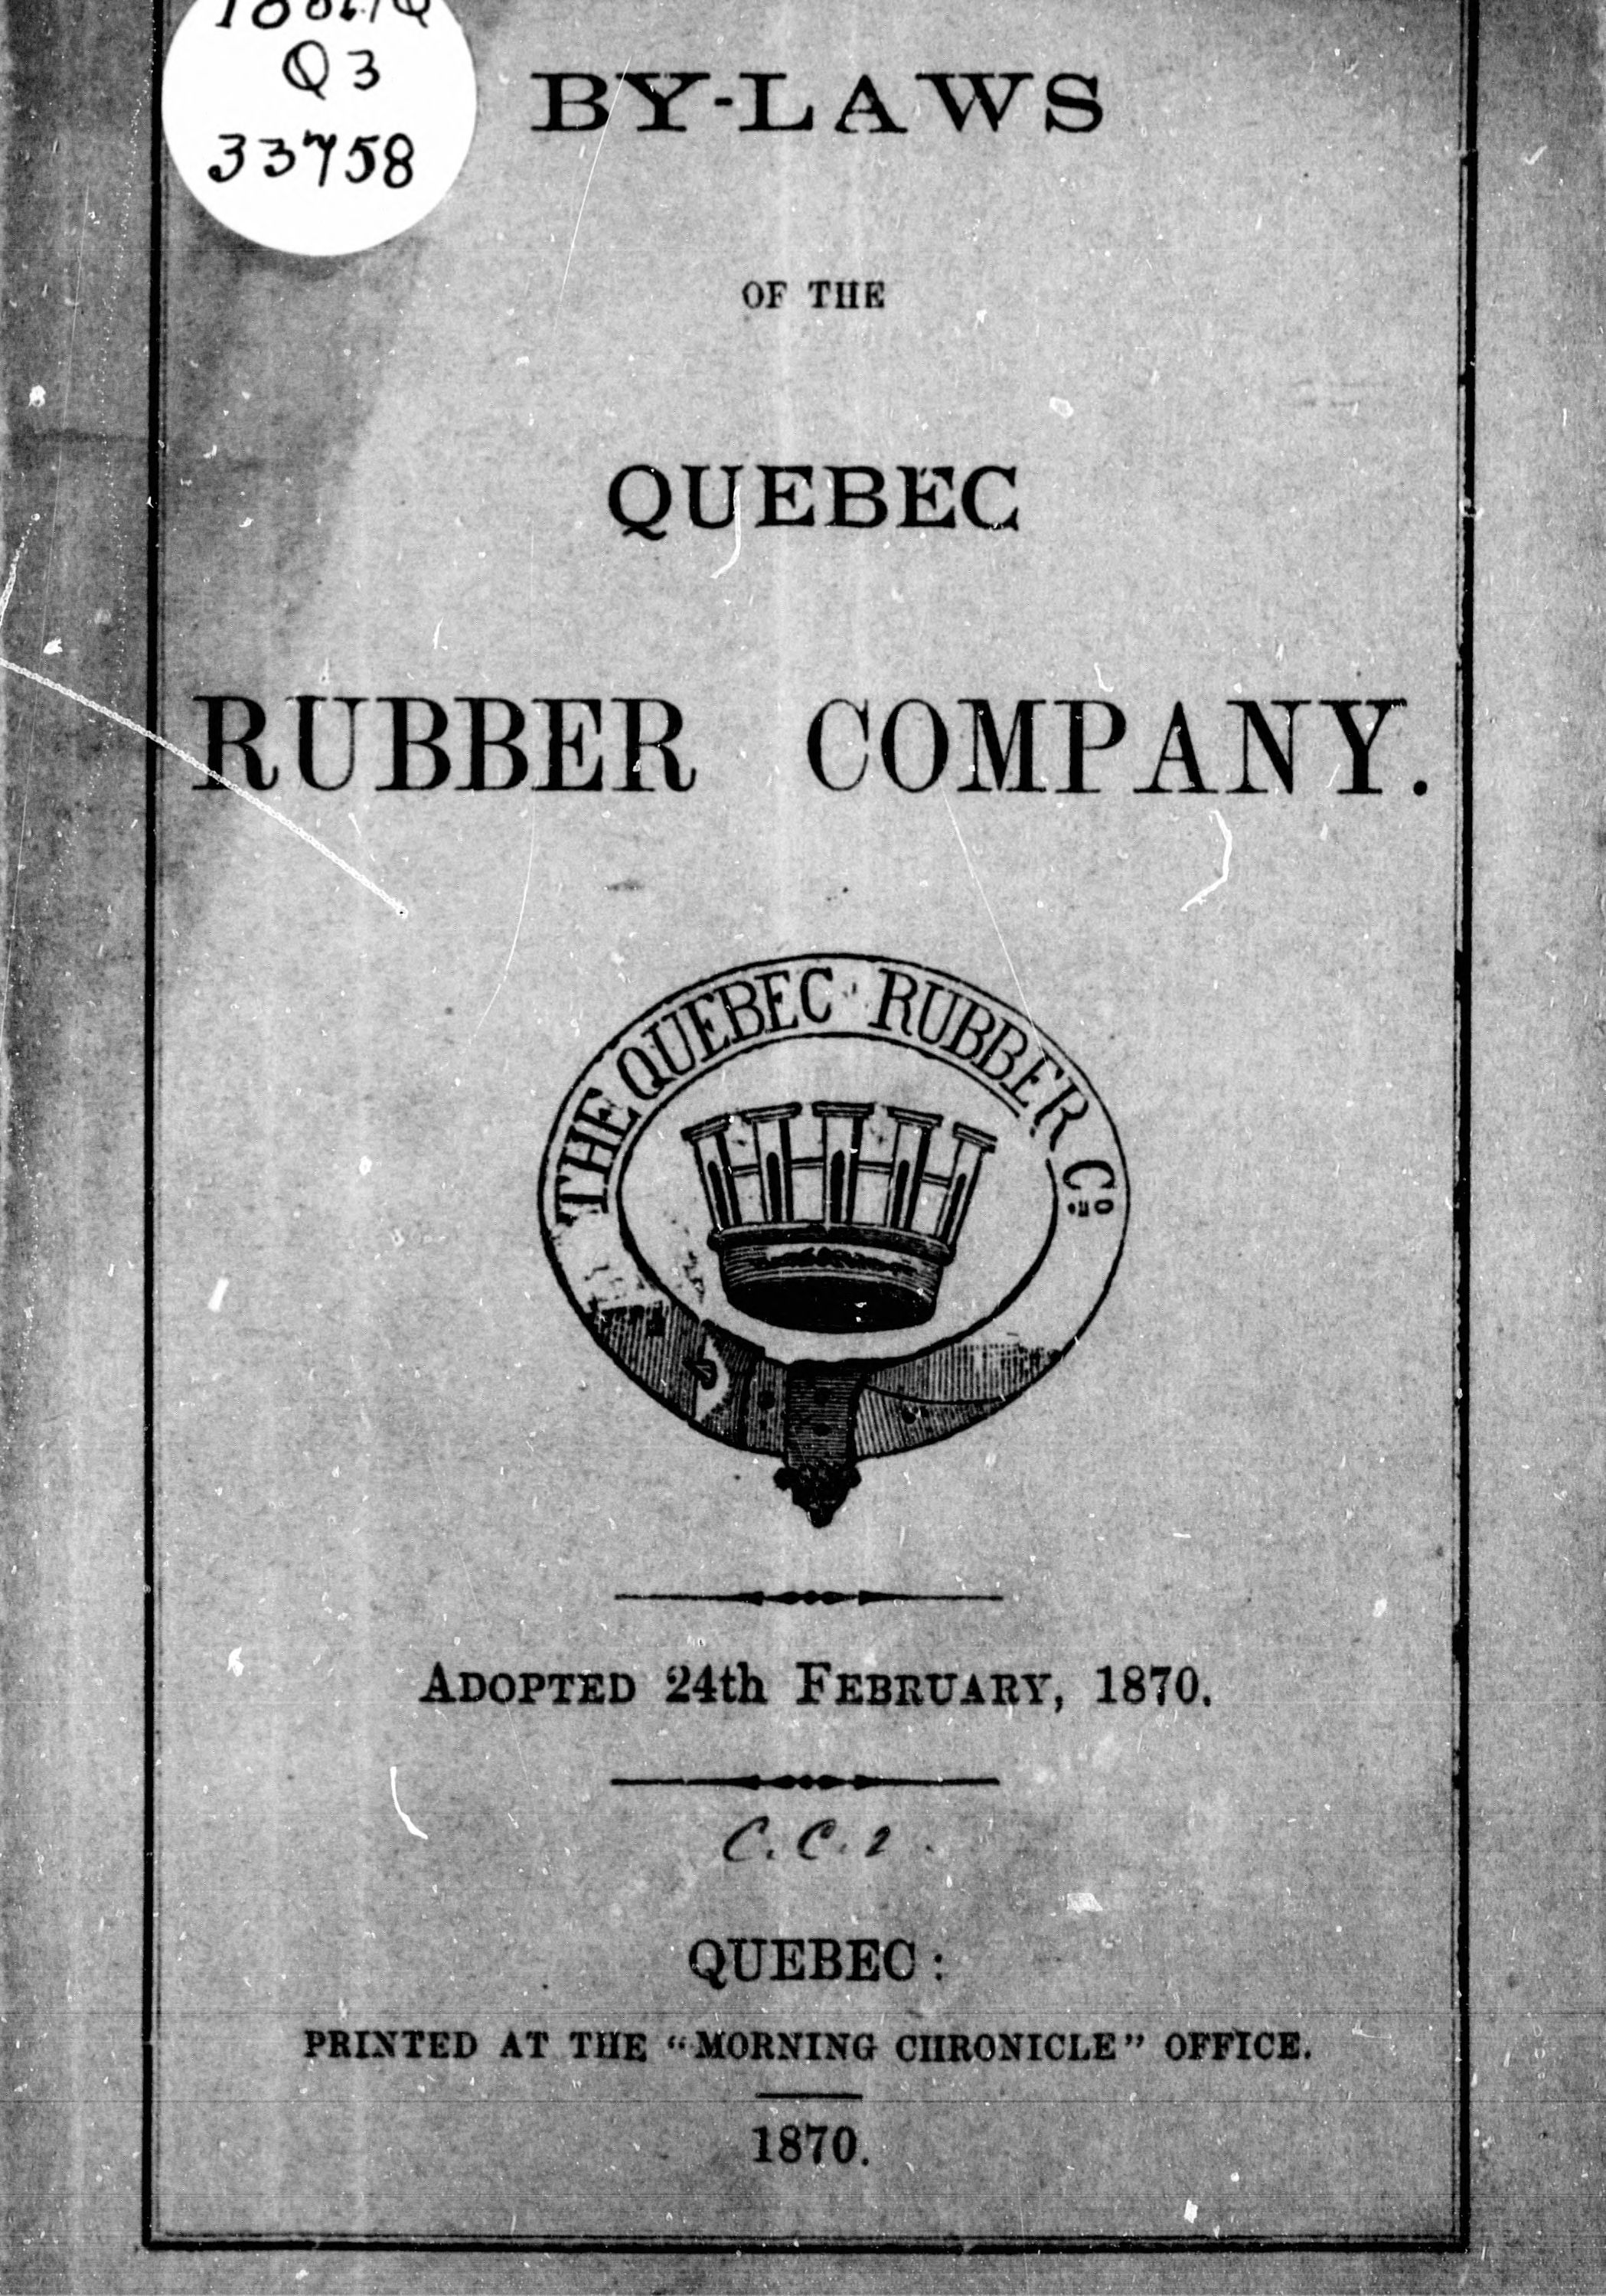 Q3
33758
BY-LAWS
OF THE
QUEBEC
RUBBER COMPANY.
THE QUEBEC RUBBER Co
ADOPTED 24th FEBRUARY, 1870.
C. C. 2.
QUEBEC:
PRINTED AT THE "MORNING CHRONICLE" OFFICE.
1870.